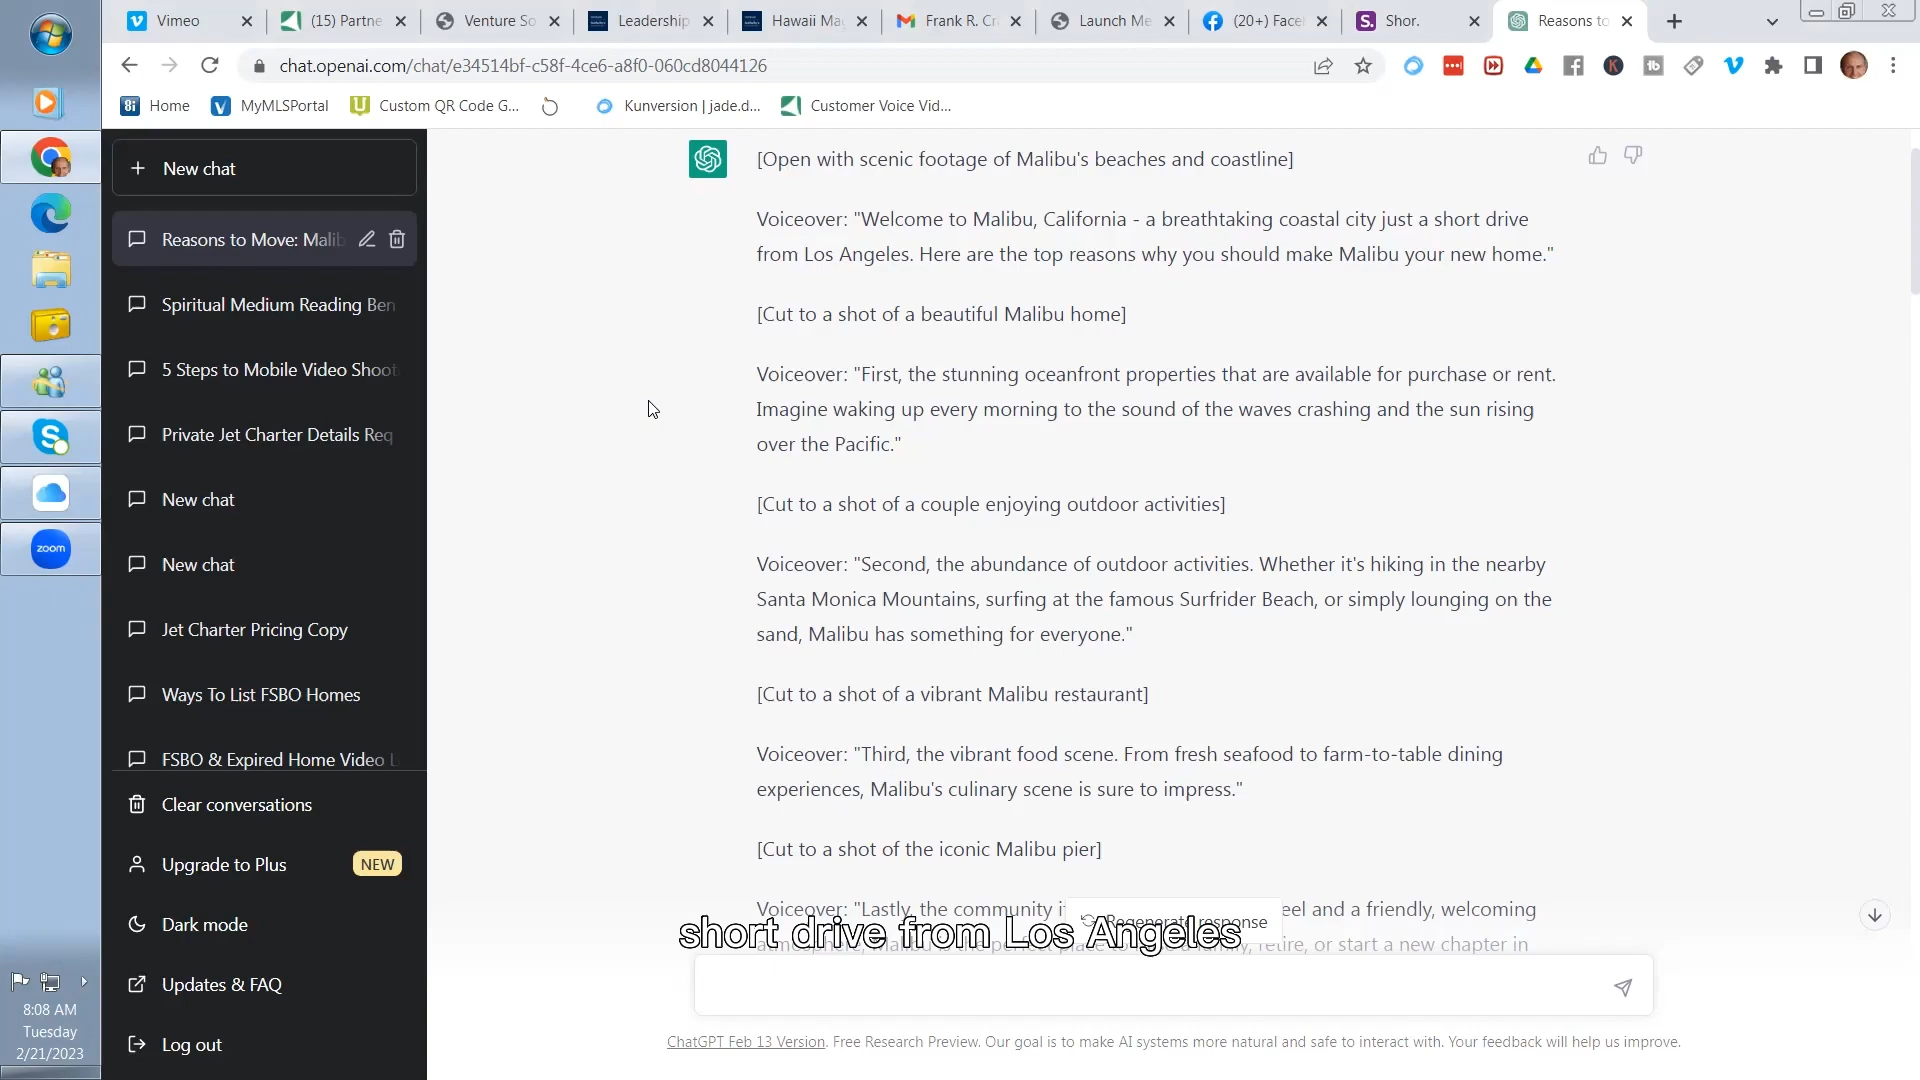 Vimeo
(15) Partne
Venture So
Leadership
Hawaii Ma
Frank R. Cr
Launch Me
(20+) Face
Shor.
Reasons to
chat.openai.com/chat/e34514bf-c58f-4ce6-a8f0-060cd8044126
Home
MyMLSPortal
Custom QR Code G...
Kunversion | jade.d...
Customer Voice Vid...
New chat
Reasons to Move: Malib
Spiritual Medium Reading Ben
5 Steps to Mobile Video Shoot
Private Jet Charter Details Req
New chat
New chat
Jet Charter Pricing Copy
Ways To List FSBO Homes
FSBO & Expired Home Video L
Clear conversations
Upgrade to Plus NEW
Dark mode
Updates & FAQ
Log out
zoom
8:08 AM
Tuesday
2/21/2023
[Open with scenic footage of Malibu's beaches and coastline]
Voiceover: "Welcome to Malibu, California - a breathtaking coastal city just a short drive
from Los Angeles. Here are the top reasons why you should make Malibu your new home."
[Cut to a shot of a beautiful Malibu home]
Voiceover: "First, the stunning oceanfront properties that are available for purchase or rent.
Imagine waking up every morning to the sound of the waves crashing and the sun rising
over the Pacific."
[Cut to a shot of a couple enjoying outdoor activities]
Voiceover: "Second, the abundance of outdoor activities. Whether it's hiking in the nearby
Santa Monica Mountains, surfing at the famous Surfrider Beach, or simply lounging on the
sand, Malibu has something for everyone."
[Cut to a shot of a vibrant Malibu restaurant]
Voiceover: "Third, the vibrant food scene. From fresh seafood to farm-to-table dining
experiences, Malibu's culinary scene is sure to impress."
[Cut to a shot of the iconic Malibu pier]
Voiceover: "Lastly, the community eel and a friendly, welcoming
Regenerate response
short drive from Los Angeles
retire, or start a new chapter in
ChatGPT Feb 13 Version. Free Research Preview. Our goal is to make AI systems more natural and safe to interact with. Your feedback will help us improve.